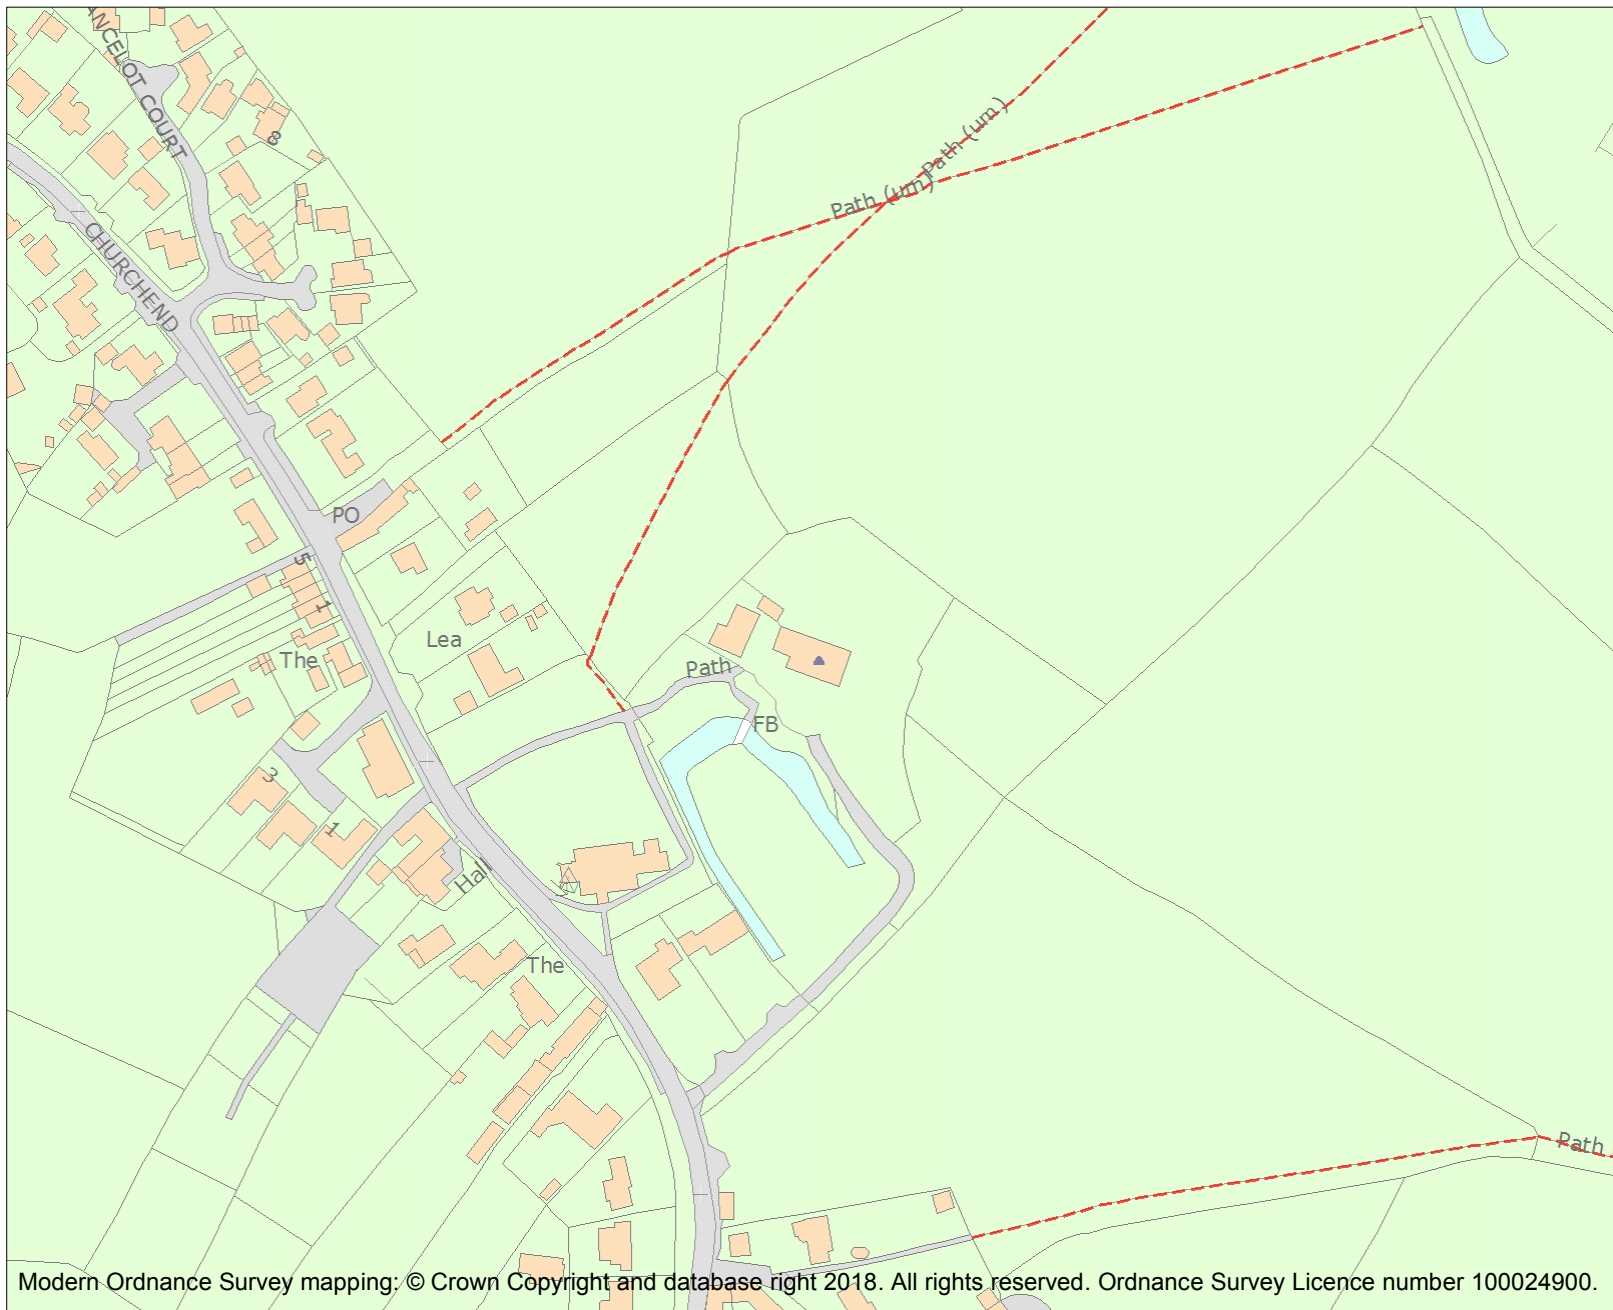 ANCELOT COURT
8
Path (um)
Path (um)
CHURCHEND
PO
5
1
Lea
The
Path
FB
3
1
Hall
The
Path
Modern Ordnance Survey mapping: © Crown Copyright and database right 2018. All rights reserved. Ordnance Survey Licence number 100024900.